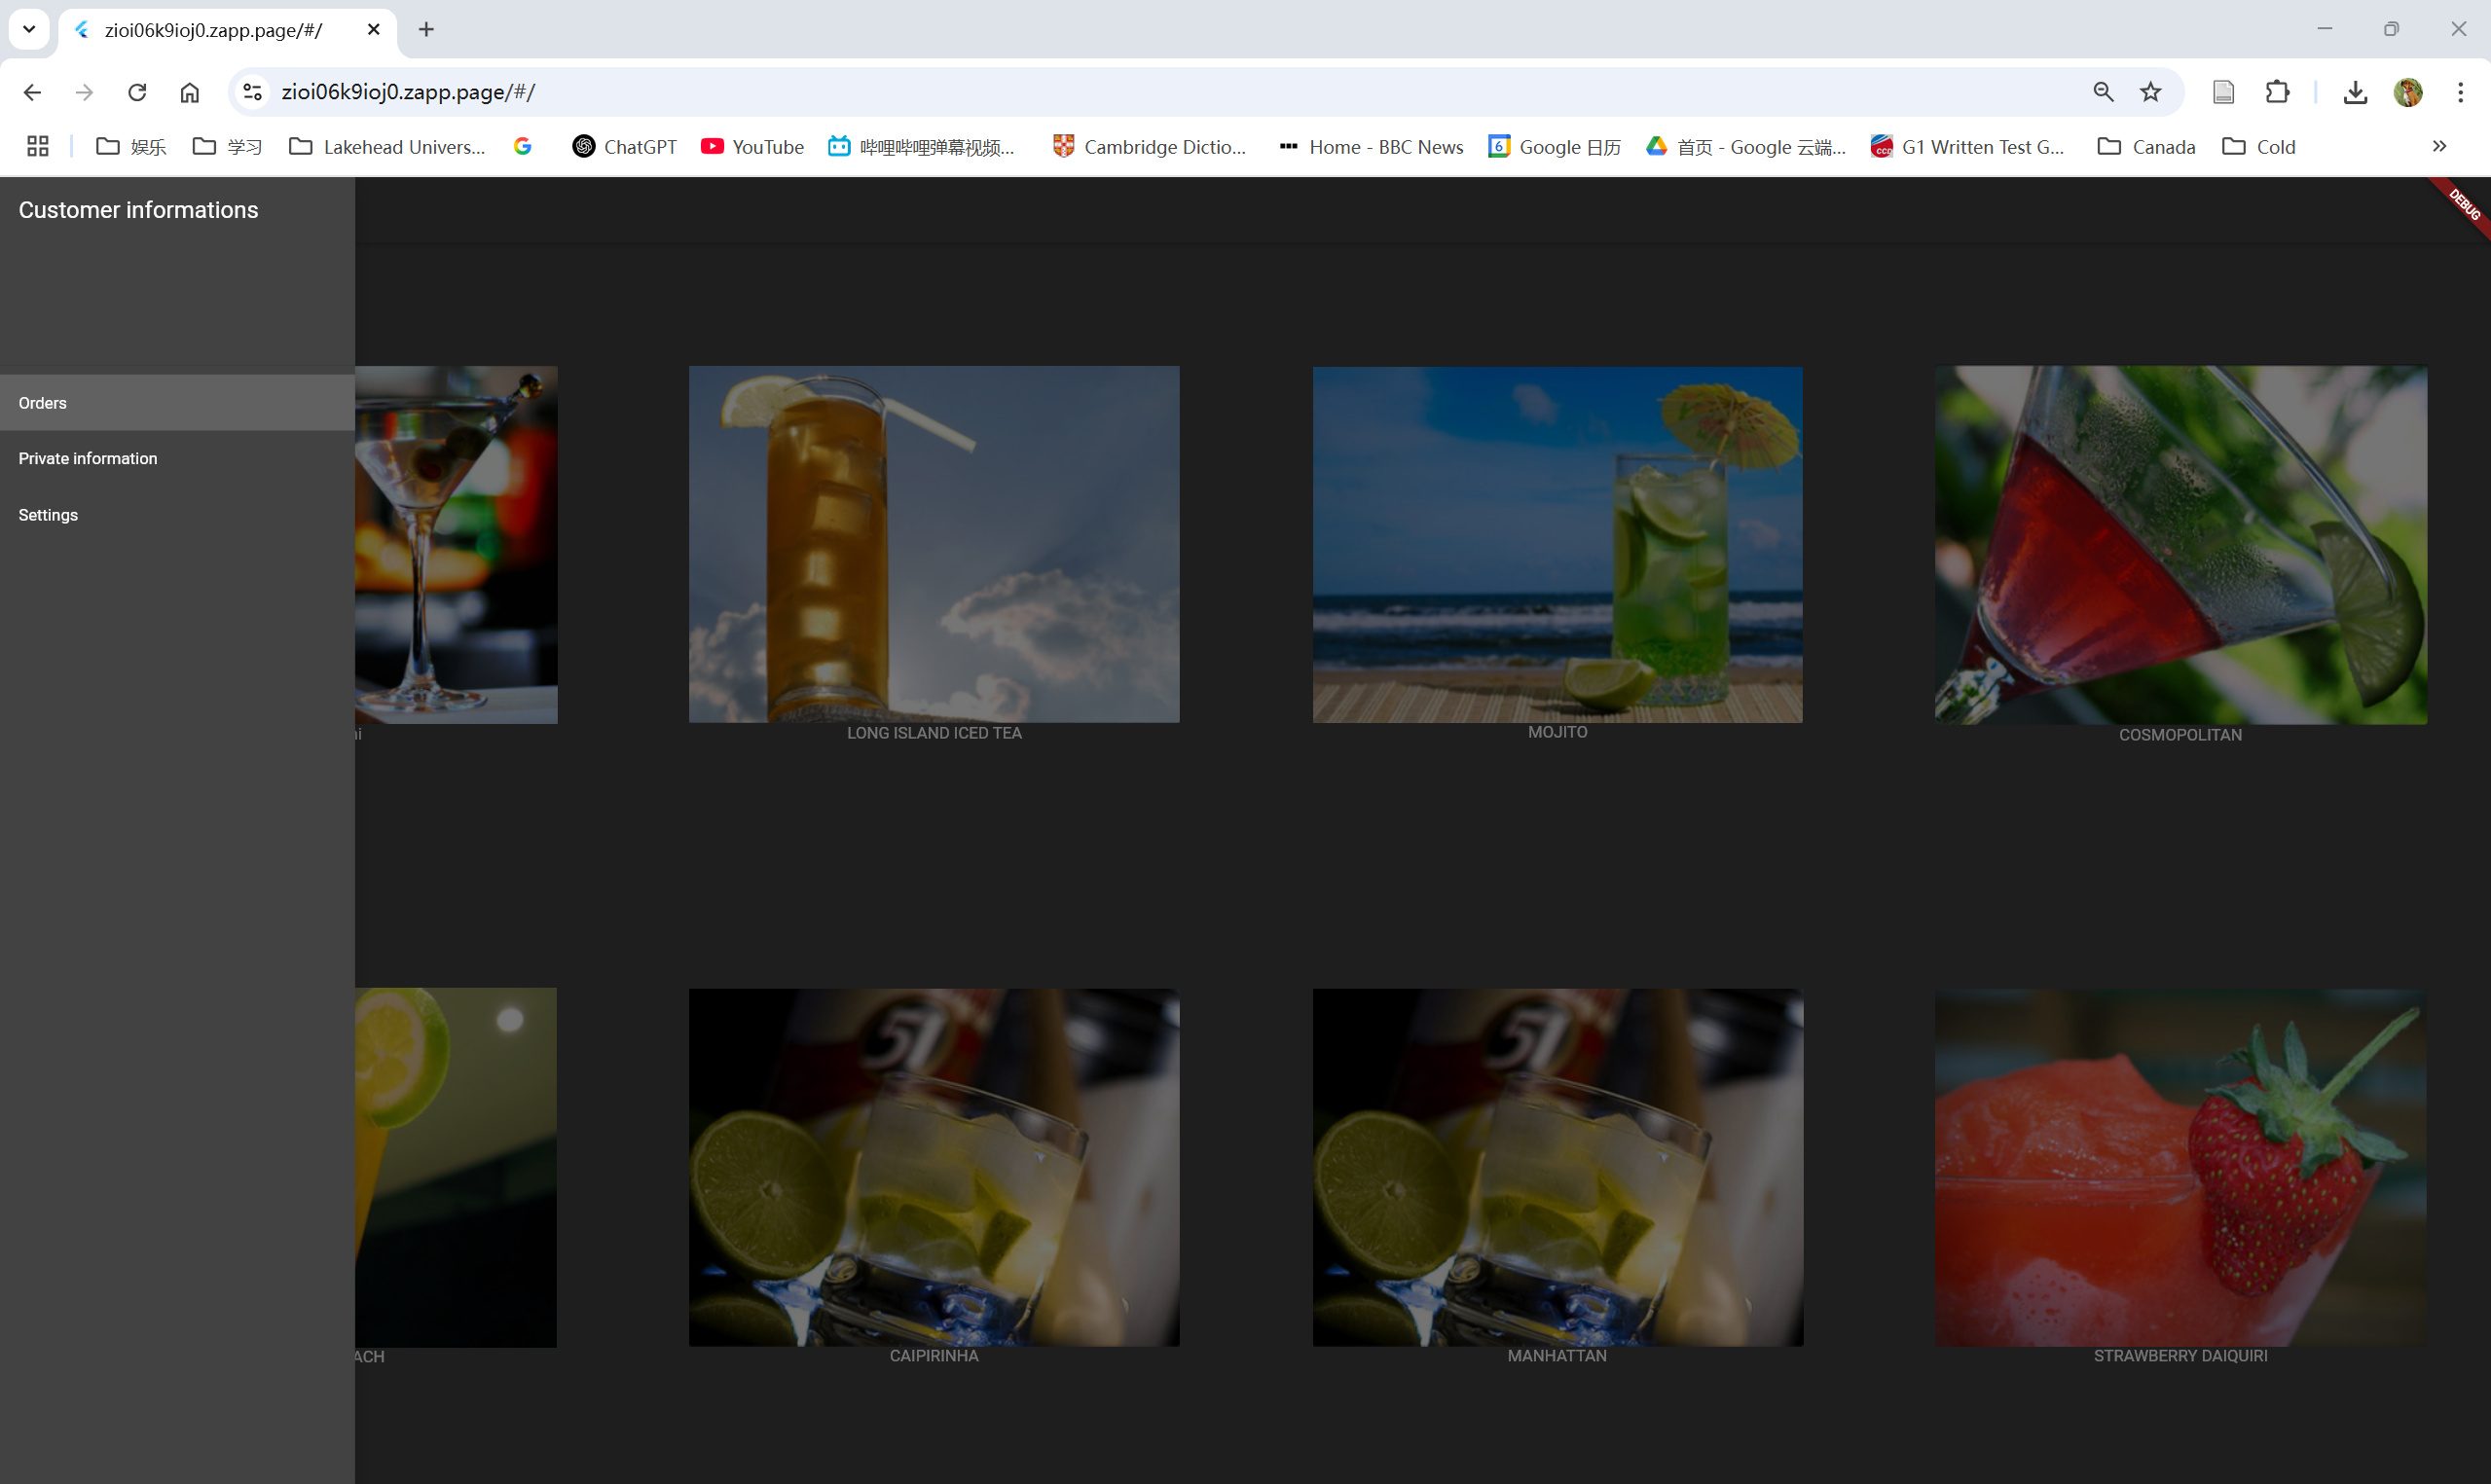 zioi06k9ioj0.zapp.page/#/
zioi06k9ioj0.zapp.page/#/
娱乐 学习 Lakehead Univers... ChatGPT YouTube 哔哩哔哩弹幕视频... Cambridge Dictio... Home - BBC News Google 日历 首页 - Google 云端... G1 Written Test G... Canada Cold
Customer informations
DEBUG
Orders
Private information
Settings
ni LONG ISLAND ICED TEA MOJITO COSMOPOLITAN
51 51
ACH CAIPIRINHA MANHATTAN STRAWBERRY DAIQUIRI